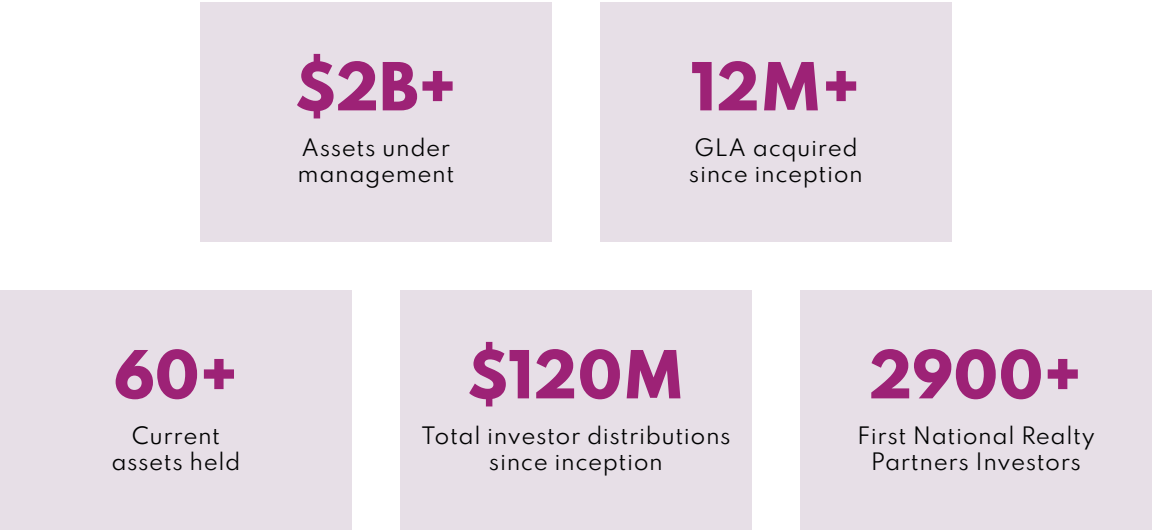 $2B+
Assets under
management
12M+
GLA acquired
since inception
60+
Current
assets held
$120M
Total investor distributions
since inception
2900+
First National Realty
Partners Investors